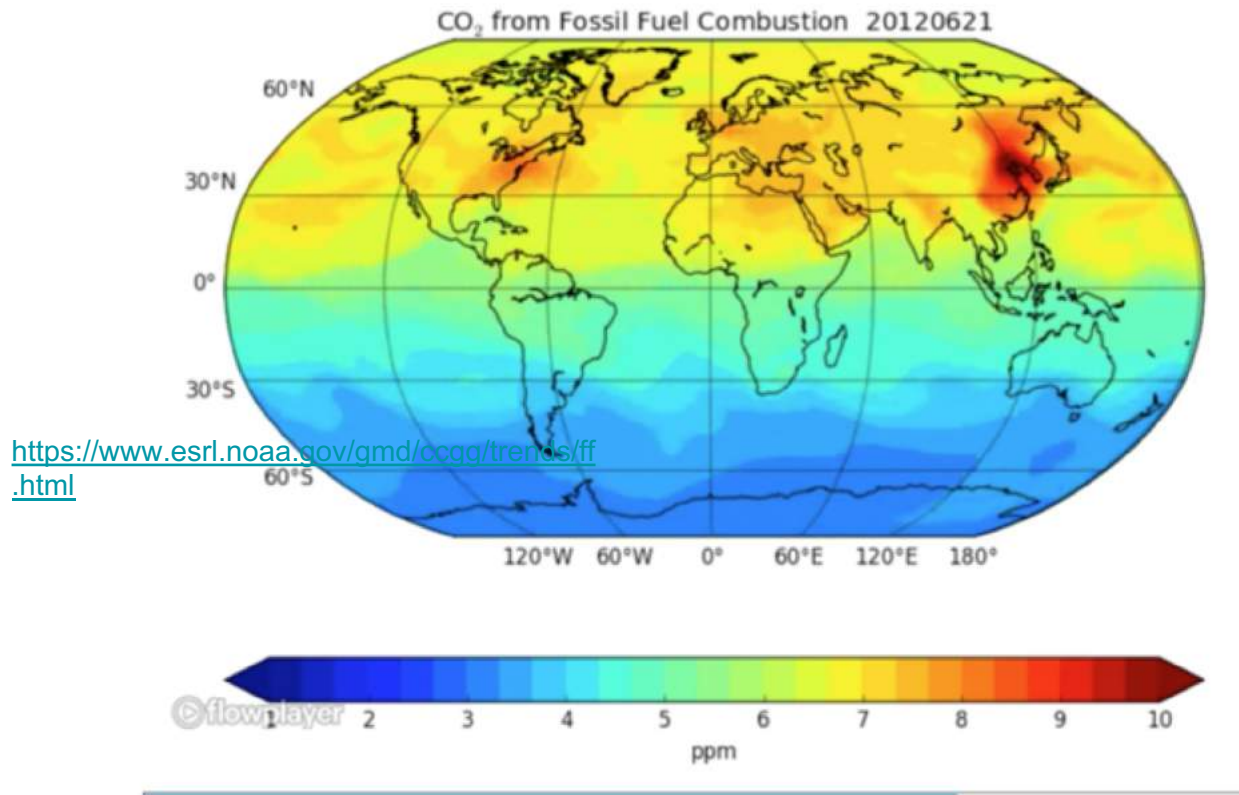 CO₂ from Fossil Fuel Combustion 20120621
60°N
30°N
0°
30°S
https://www.esrl.noaa.gov/gmd/ccgg/trends/ff
.html
60°S
120°W 60°W 0° 60°E 120°E 180°
flowplayer
1 2 3 4 5 6 7 8 9 10
ppm